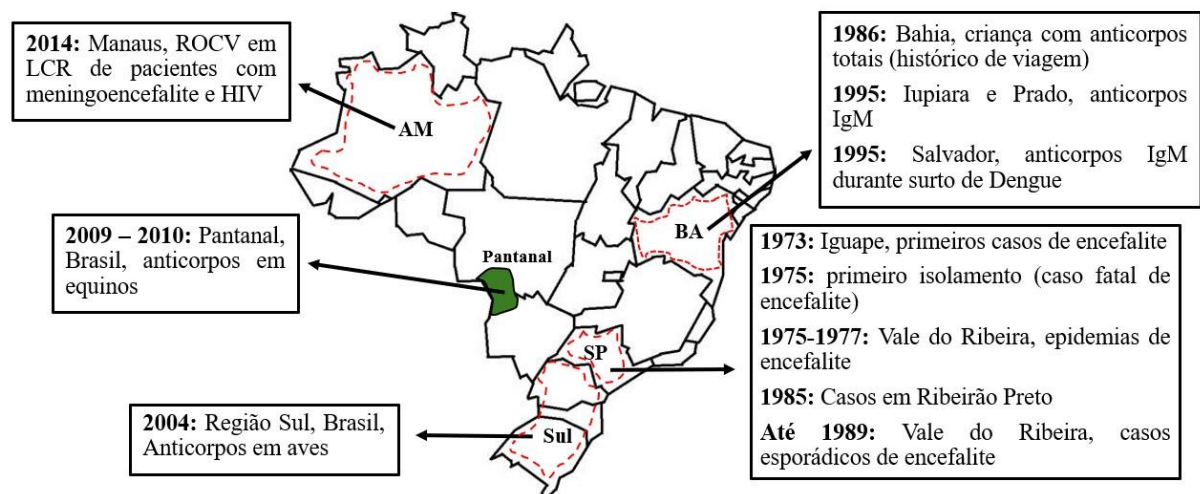 2014: Manaus, ROCV em
LCR de pacientes com
meningoencefalite e HIV
AM
2009 – 2010: Pantanal,
Brasil, anticorpos em
equinos
Pantanal
2004: Região Sul, Brasil,
Anticorpos em aves
Sul
1986: Bahia, criança com anticorpos
totais (histórico de viagem)
1995: Iupiara e Prado, anticorpos
IgM
1995: Salvador, anticorpos IgM
durante surto de Dengue
BA
1973: Iguape, primeiros casos de encefalite
1975: primeiro isolamento (caso fatal de
encefalite)
1975-1977: Vale do Ribeira, epidemias de
encefalite
1985: Casos em Ribeirão Preto
Até 1989: Vale do Ribeira, casos
esporádicos de encefalite
SP